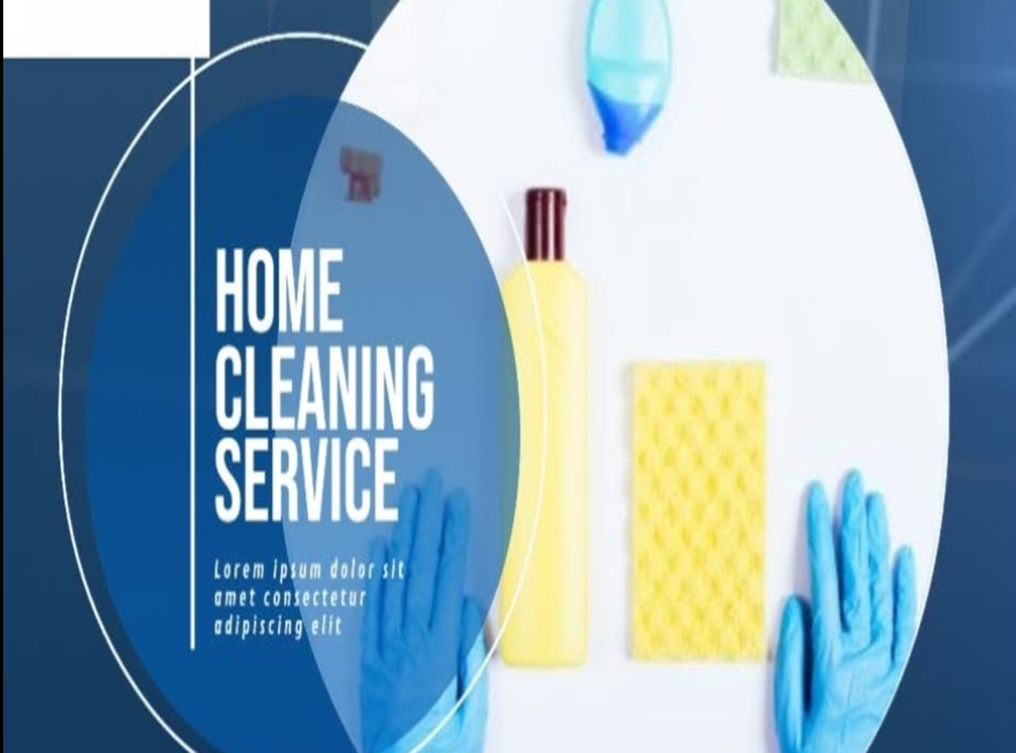 HOME
CLEANING
SERVICE
Lorem ipsum dolor sit
amet consectetur
adipiscing elit